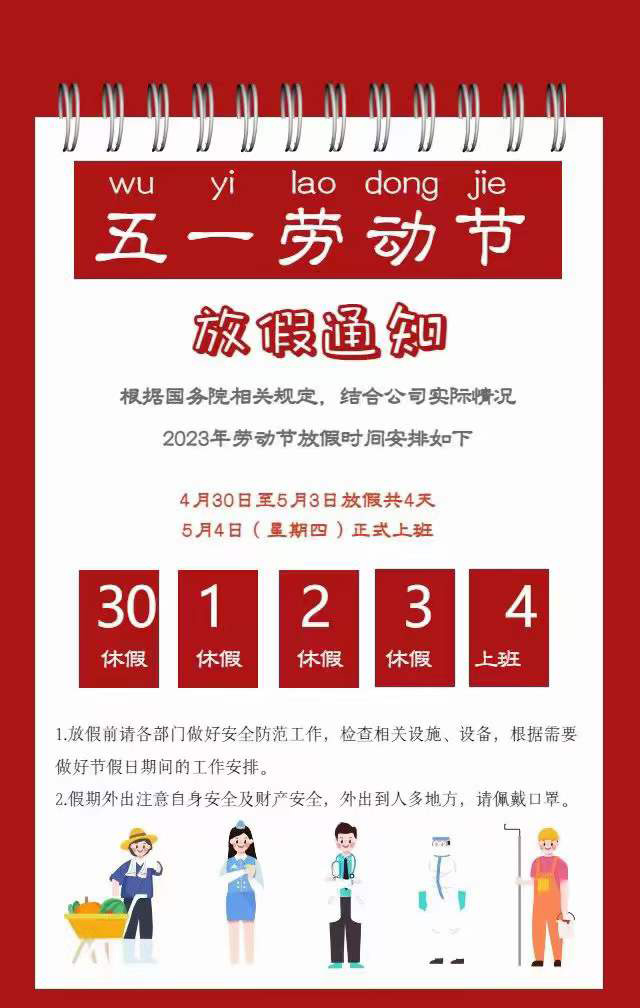 wu yi lao dong jie
五一劳动节
放假通知
根据国务院相关规定，结合公司实际情况
2023年劳动节放假时间安排如下
4月30日至5月3日放假共4天
5月4日（星期四）正式上班
30 1 2 3 4
休假 休假 休假 休假 上班
1.放假前请各部门做好安全防范工作，检查相关设施、设备，根据需要
做好节假日期间的工作安排。
2.假期外出注意自身安全及财产安全，外出到人多地方，请佩戴口罩。